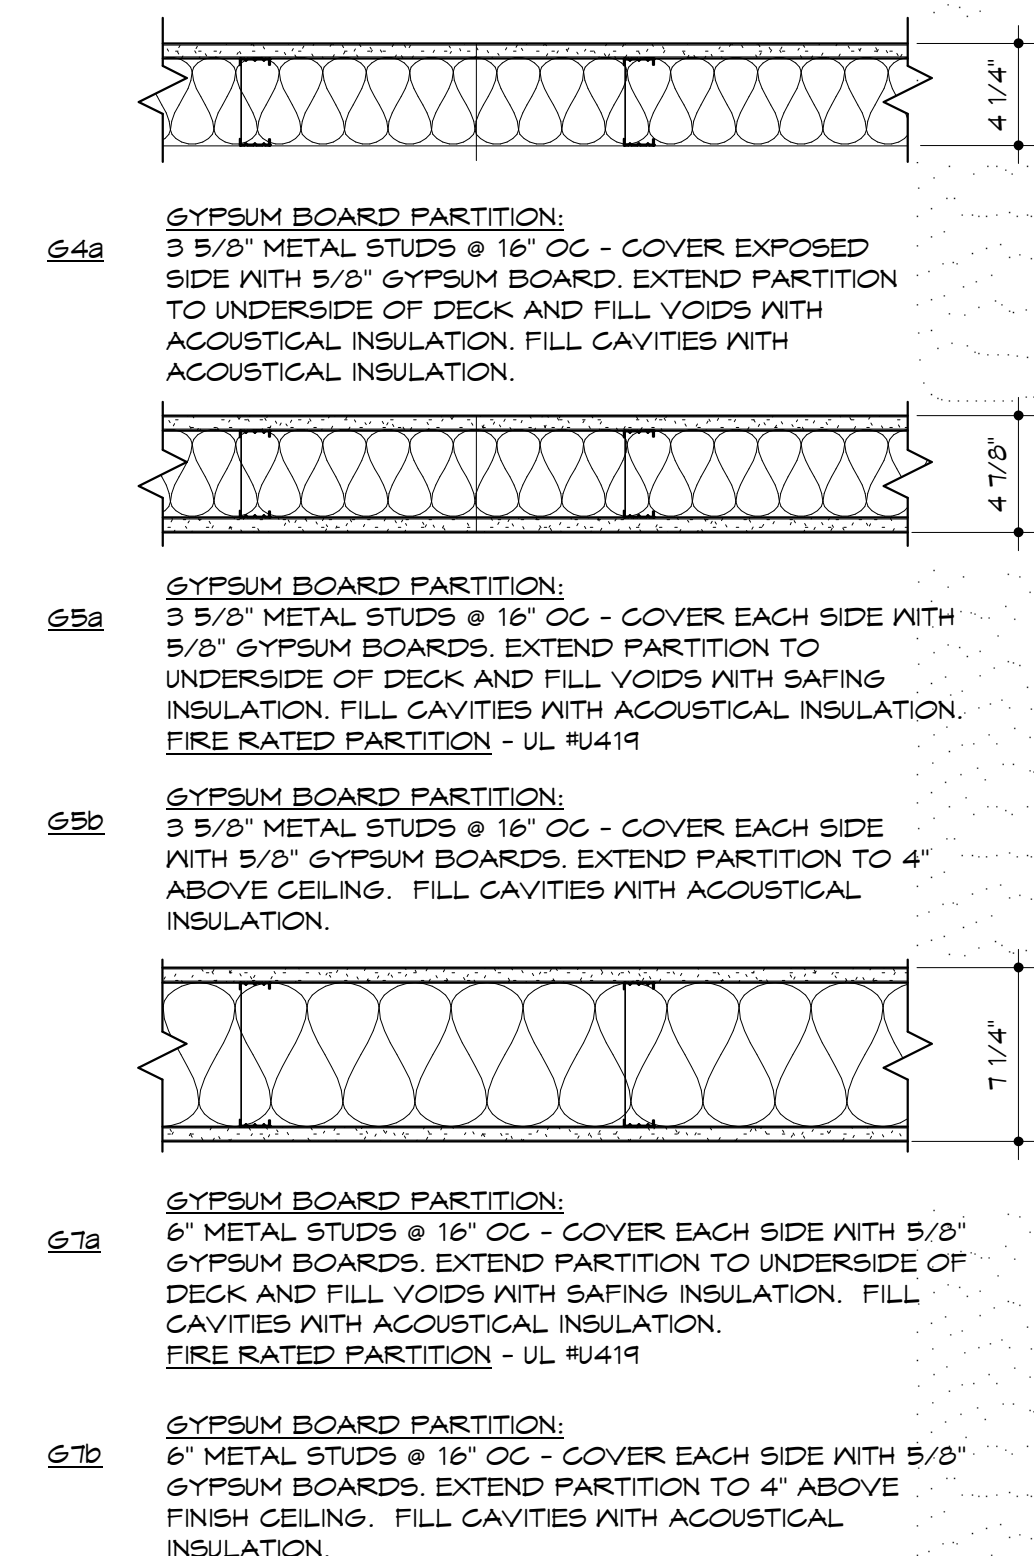 4 1/4"
GYPSUM BOARD PARTITION:
G4a
3 5/8" METAL STUDS @ 16" OC - COVER EXPOSED
SIDE WITH 5/8" GYPSUM BOARD. EXTEND PARTITION
TO UNDERSIDE OF DECK AND FILL VOIDS WITH
ACOUSTICAL INSULATION. FILL CAVITIES WITH
ACOUSTICAL INSULATION.
4 7/8"
GYPSUM BOARD PARTITION:
G5a
3 5/8" METAL STUDS @ 16" OC - COVER EACH SIDE WITH
5/8" GYPSUM BOARDS. EXTEND PARTITION TO
UNDERSIDE OF DECK AND FILL VOIDS WITH SAFING
INSULATION. FILL CAVITIES WITH ACOUSTICAL INSULATION.
FIRE RATED PARTITION - UL #U419
GYPSUM BOARD PARTITION:
G5b
3 5/8" METAL STUDS @ 16" OC - COVER EACH SIDE
WITH 5/8" GYPSUM BOARDS. EXTEND PARTITION TO 4"
ABOVE CEILING.  FILL CAVITIES WITH ACOUSTICAL
INSULATION.
7 1/4"
GYPSUM BOARD PARTITION:
G7a
6" METAL STUDS @ 16" OC - COVER EACH SIDE WITH 5/8"
GYPSUM BOARDS. EXTEND PARTITION TO UNDERSIDE OF
DECK AND FILL VOIDS WITH SAFING INSULATION.  FILL
CAVITIES WITH ACOUSTICAL INSULATION.
FIRE RATED PARTITION - UL #U419
GYPSUM BOARD PARTITION:
G7b
6" METAL STUDS @ 16" OC - COVER EACH SIDE WITH 5/8"
GYPSUM BOARDS. EXTEND PARTITION TO 4" ABOVE
FINISH CEILING.  FILL CAVITIES WITH ACOUSTICAL
INSULATION.